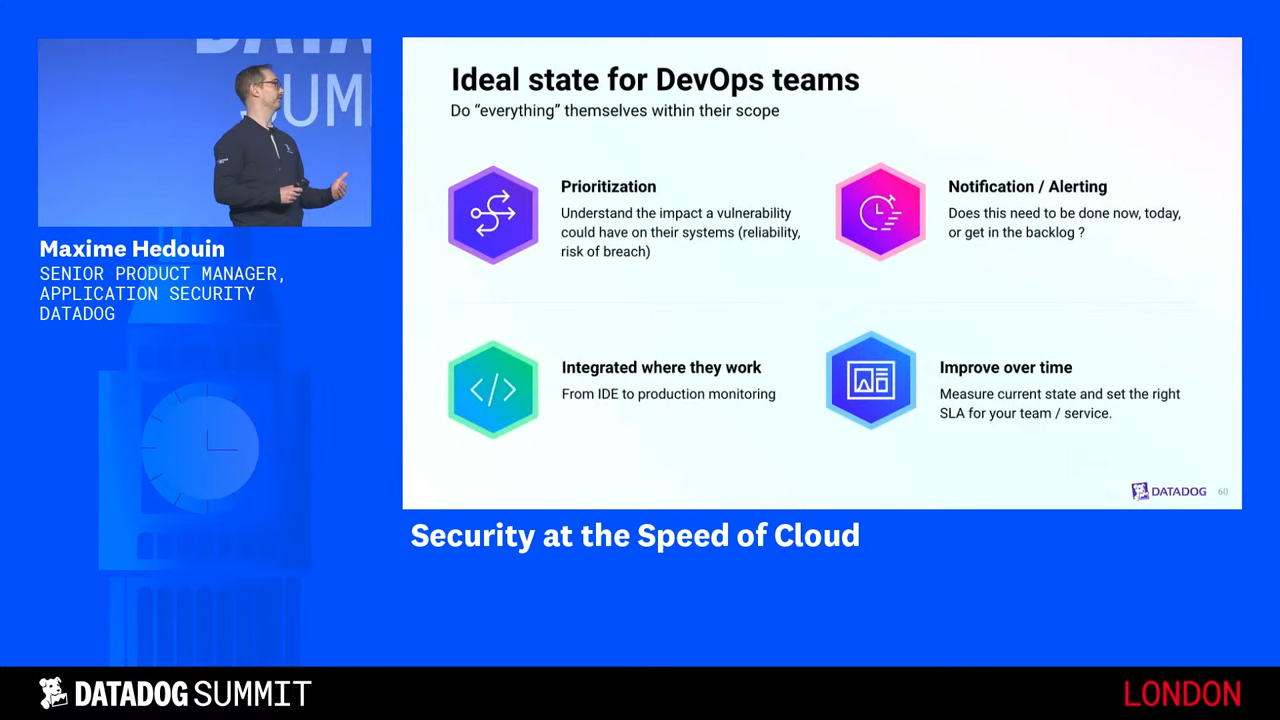 DATA
SUM
Maxime Hedouin
SENIOR PRODUCT MANAGER,
APPLICATION SECURITY
DATADOG
Ideal state for DevOps teams
Do “everything” themselves within their scope
Prioritization
Understand the impact a vulnerability
could have on their systems (reliability,
risk of breach)
Notification / Alerting
Does this need to be done now, today,
or get in the backlog ?
Integrated where they work
From IDE to production monitoring
Improve over time
Measure current state and set the right
SLA for your team / service.
DATADOG 60
Security at the Speed of Cloud
DATADOG SUMMIT
LONDON